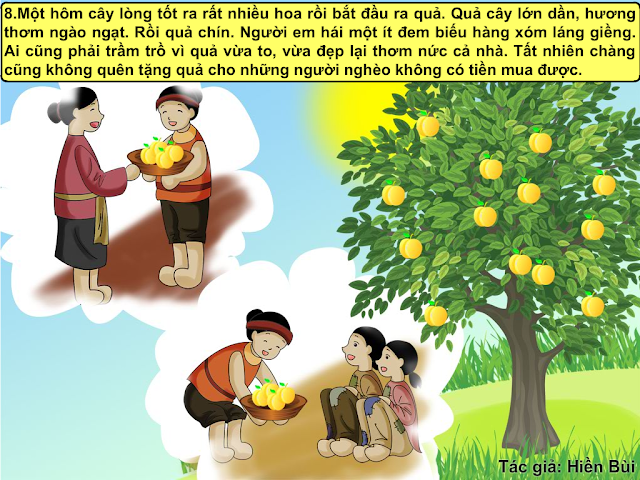 8.Một hôm cây lòng tốt ra rất nhiều hoa rồi bắt đầu ra quả. Quả cây lớn dần, hương
thơm ngào ngạt. Rồi quả chín. Người em hái một ít đem biếu hàng xóm láng giềng.
Ai cũng phải trầm trồ vì quả vừa to, vừa đẹp lại thơm nức cả nhà. Tất nhiên chàng
cũng không quên tặng quả cho những người nghèo không có tiền mua được.
Tác giả: Hiền Bùi